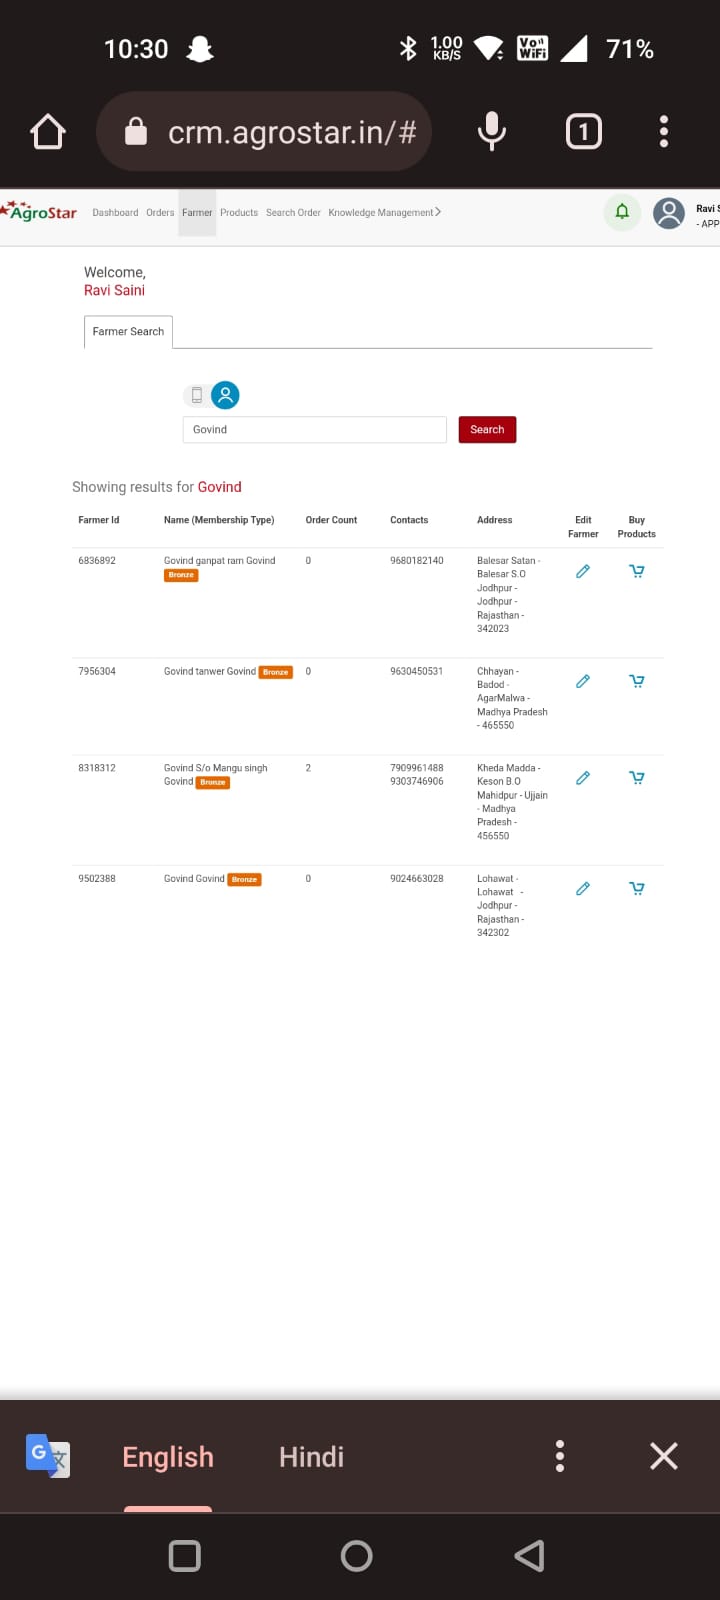 10:30 1.00 KB/S Vo)) WiFi 71%
crm.agrostar.in/# 1
AgroStar Dashboard Orders Farmer Products Search Order Knowledge Management Ravi S
- APP
Welcome,
Ravi Saini
Farmer Search
Govind Search
Showing results for Govind
Farmer Id Name (Membership Type) Order Count Contacts Address Edit Farmer Buy Products
6836892 Govind ganpat ram Govind 0 9680182140 Balesar Satan -
Bronze Balesar S.O
Jodhpur -
Jodhpur -
Rajasthan -
342023
7956304 Govind tanwer Govind Bronze 0 9630450531 Chhayan -
Badod -
AgarMalwa -
Madhya Pradesh
- 465550
8318312 Govind S/o Mangu singh 2 7909961488 Kheda Madda -
Govind Bronze 9303746906 Keson B.O
Mahidpur - Ujjain
- Madhya
Pradesh -
456550
9502388 Govind Govind Bronze 0 9024663028 Lohawat -
Lohawat -
Jodhpur -
Rajasthan -
342302
G English Hindi